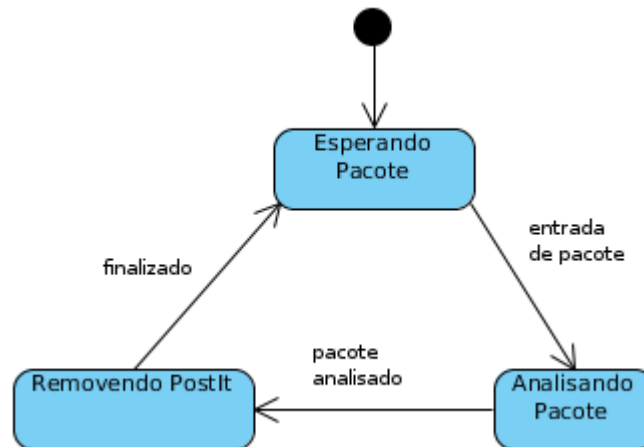 Esperando
Pacote
entrada
de pacote
finalizado
pacote
analisado
Removendo PostIt
Analisando
Pacote